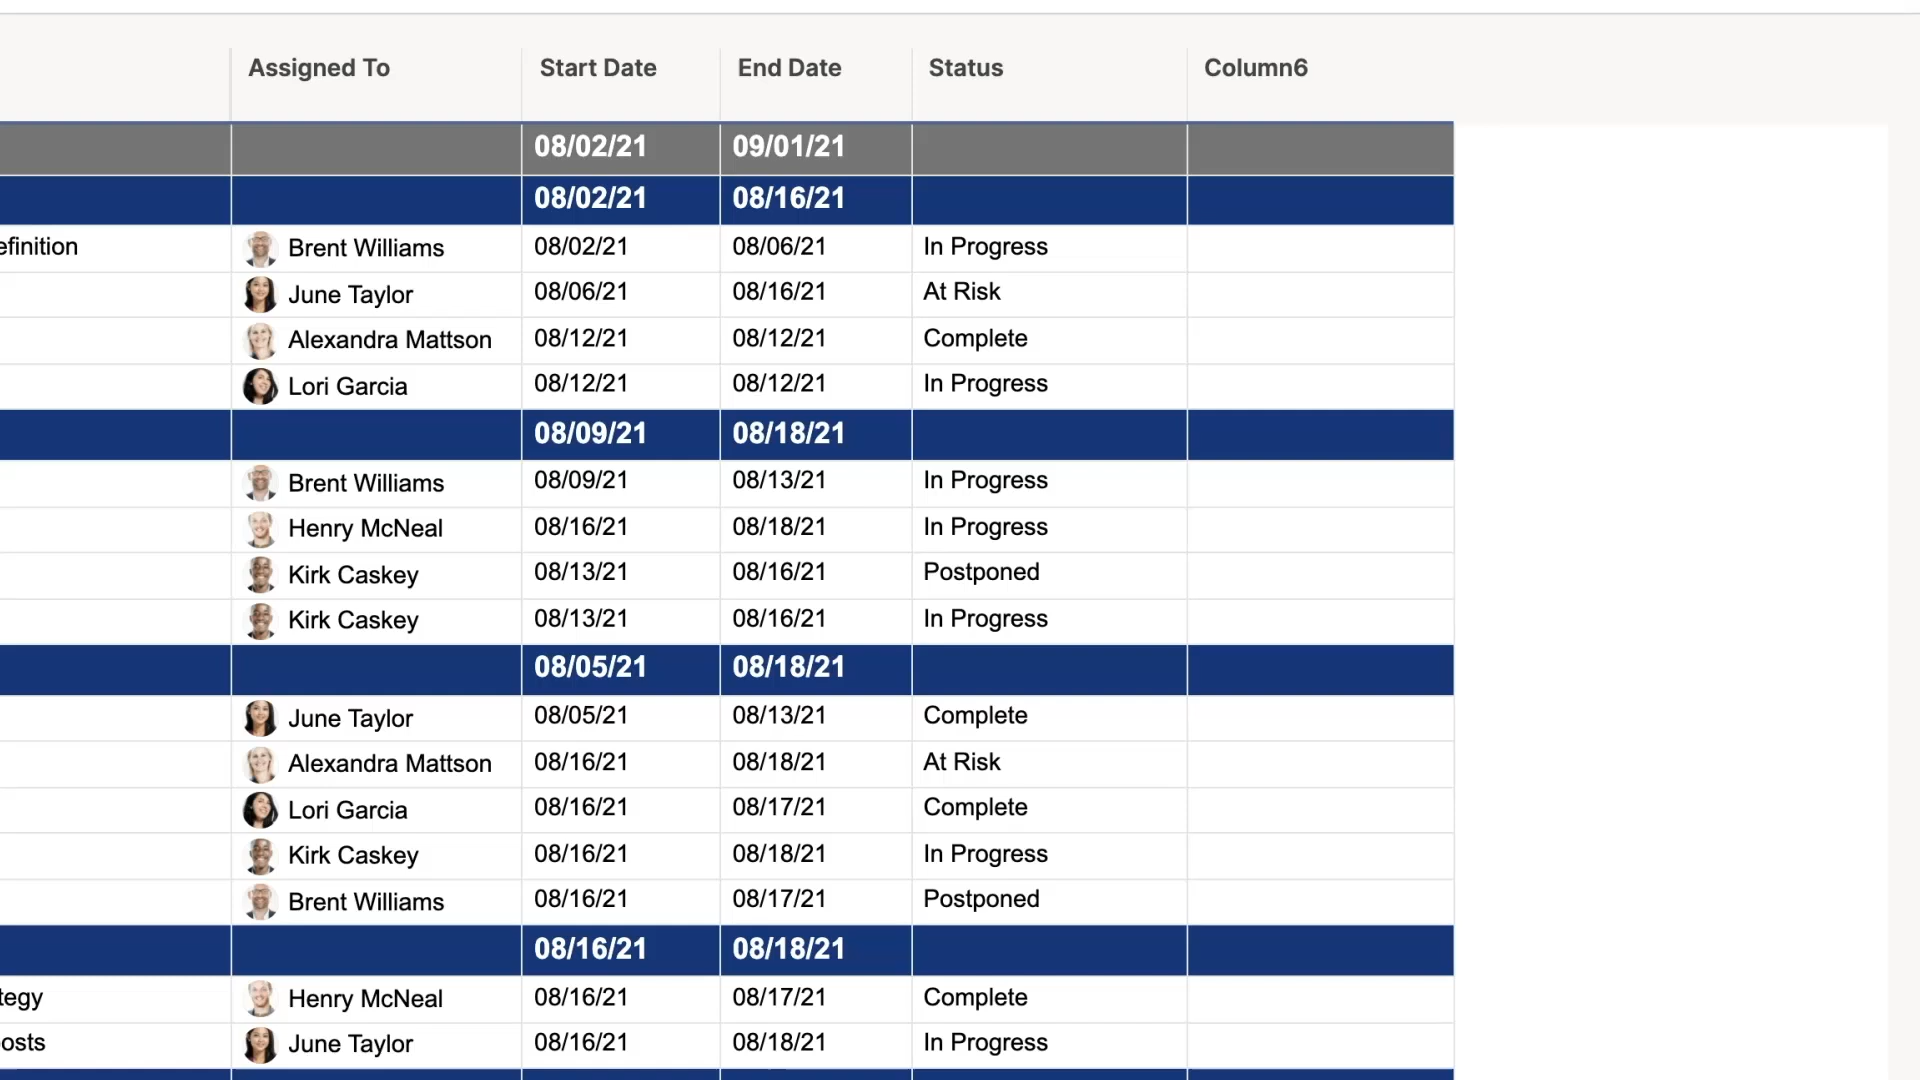 Assigned To Start Date End Date Status Column6
08/02/21 09/01/21
08/02/21 08/16/21
efinition Brent Williams 08/02/21 08/06/21 In Progress
June Taylor 08/06/21 08/16/21 At Risk
Alexandra Mattson 08/12/21 08/12/21 Complete
Lori Garcia 08/12/21 08/12/21 In Progress
08/09/21 08/18/21
Brent Williams 08/09/21 08/13/21 In Progress
Henry McNeal 08/16/21 08/18/21 In Progress
Kirk Caskey 08/13/21 08/16/21 Postponed
Kirk Caskey 08/13/21 08/16/21 In Progress
08/05/21 08/18/21
June Taylor 08/05/21 08/13/21 Complete
Alexandra Mattson 08/16/21 08/18/21 At Risk
Lori Garcia 08/16/21 08/17/21 Complete
Kirk Caskey 08/16/21 08/18/21 In Progress
Brent Williams 08/16/21 08/17/21 Postponed
08/16/21 08/18/21
tegy Henry McNeal 08/16/21 08/17/21 Complete
osts June Taylor 08/16/21 08/18/21 In Progress